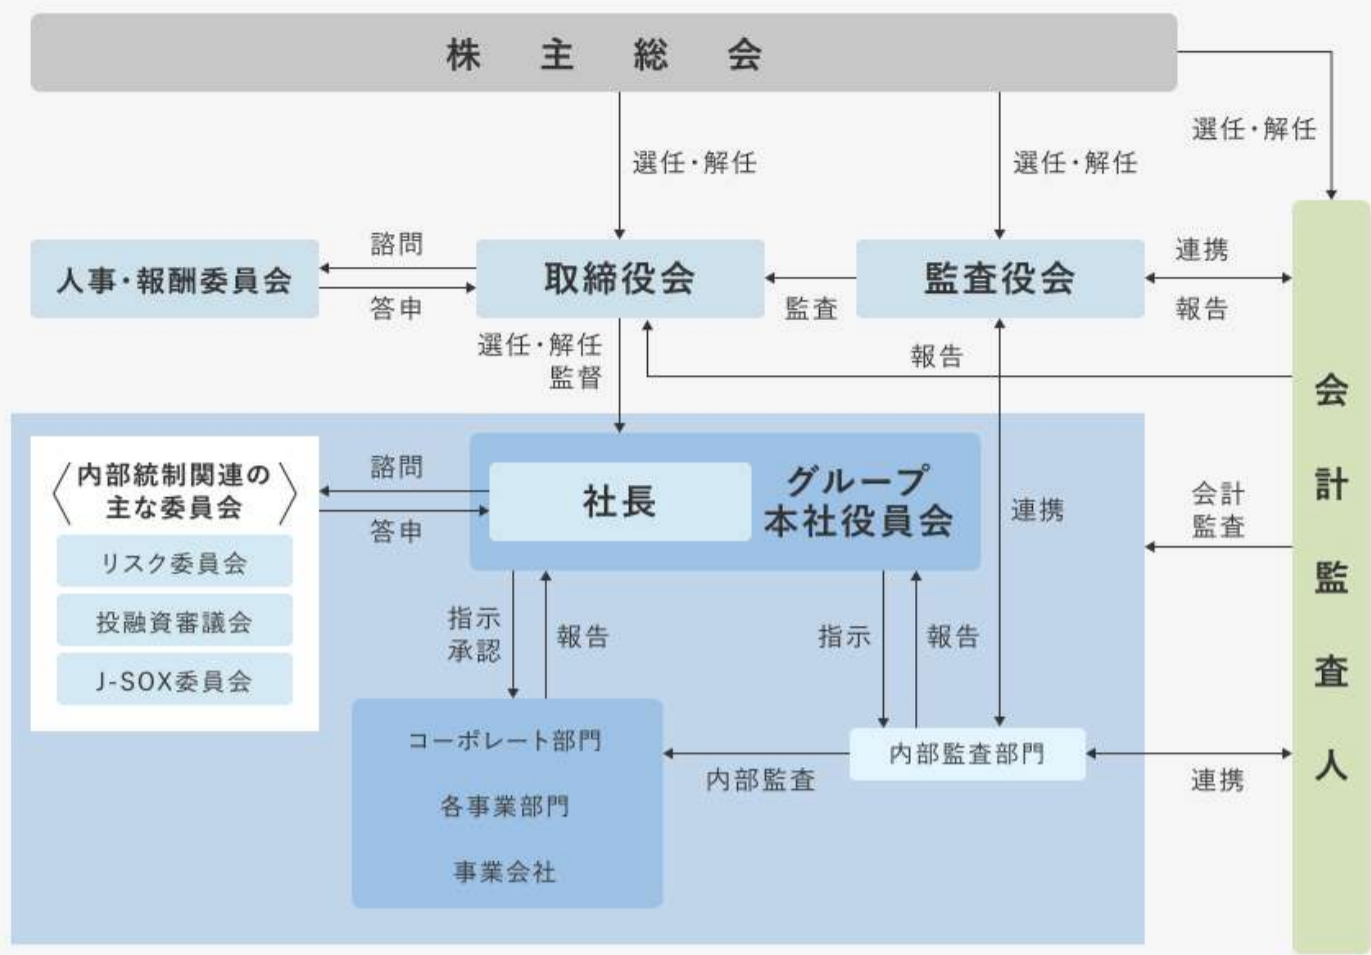 株主総会
選任・解任
選任・解任
選任・解任
人事・報酬委員会
諮問
答申
取締役会
監査
監査役会
連携
報告
選任・解任
監督
報告
会計監査人
内部統制関連の
主な委員会
リスク委員会
投融資審議会
J-SOX委員会
諮問
答申
社長
グループ
本社役員会
連携
会計
監査
指示
承認
報告
指示
報告
コーポレート部門
各事業部門
事業会社
内部監査
内部監査部門
連携